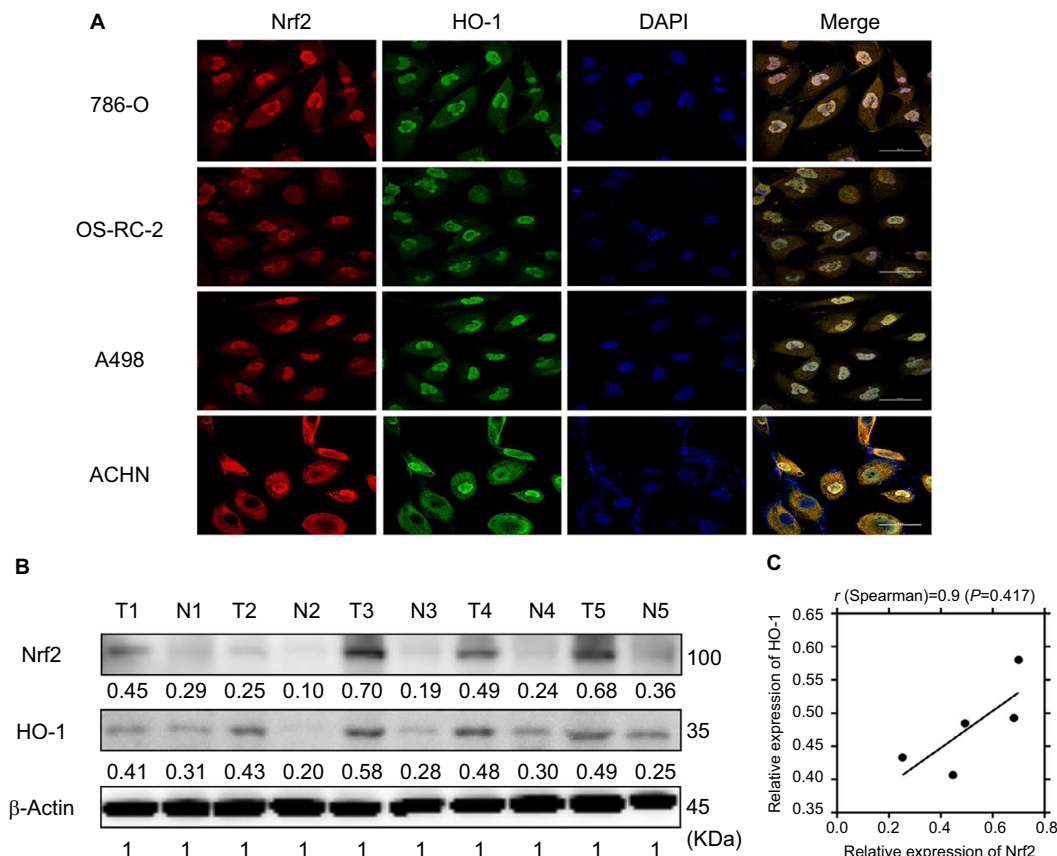 A
Nrf2 HO-1 DAPI Merge
786-O
OS-RC-2
A498
ACHN
B
T1 N1 T2 N2 T3 N3 T4 N4 T5 N5
Nrf2 100
0.45 0.29 0.25 0.10 0.70 0.19 0.49 0.24 0.68 0.36
HO-1 35
0.41 0.31 0.43 0.20 0.58 0.28 0.48 0.30 0.49 0.25
β-Actin 45
(KDa)
1 1 1 1 1 1 1 1 1 1
C
r (Spearman)=0.9 (P=0.417)
Relative expression of HO-1
0.65
0.60
0.55
0.50
0.45
0.40
0.35
0.0 0.2 0.4 0.6 0.8
Relative expression of Nrf2